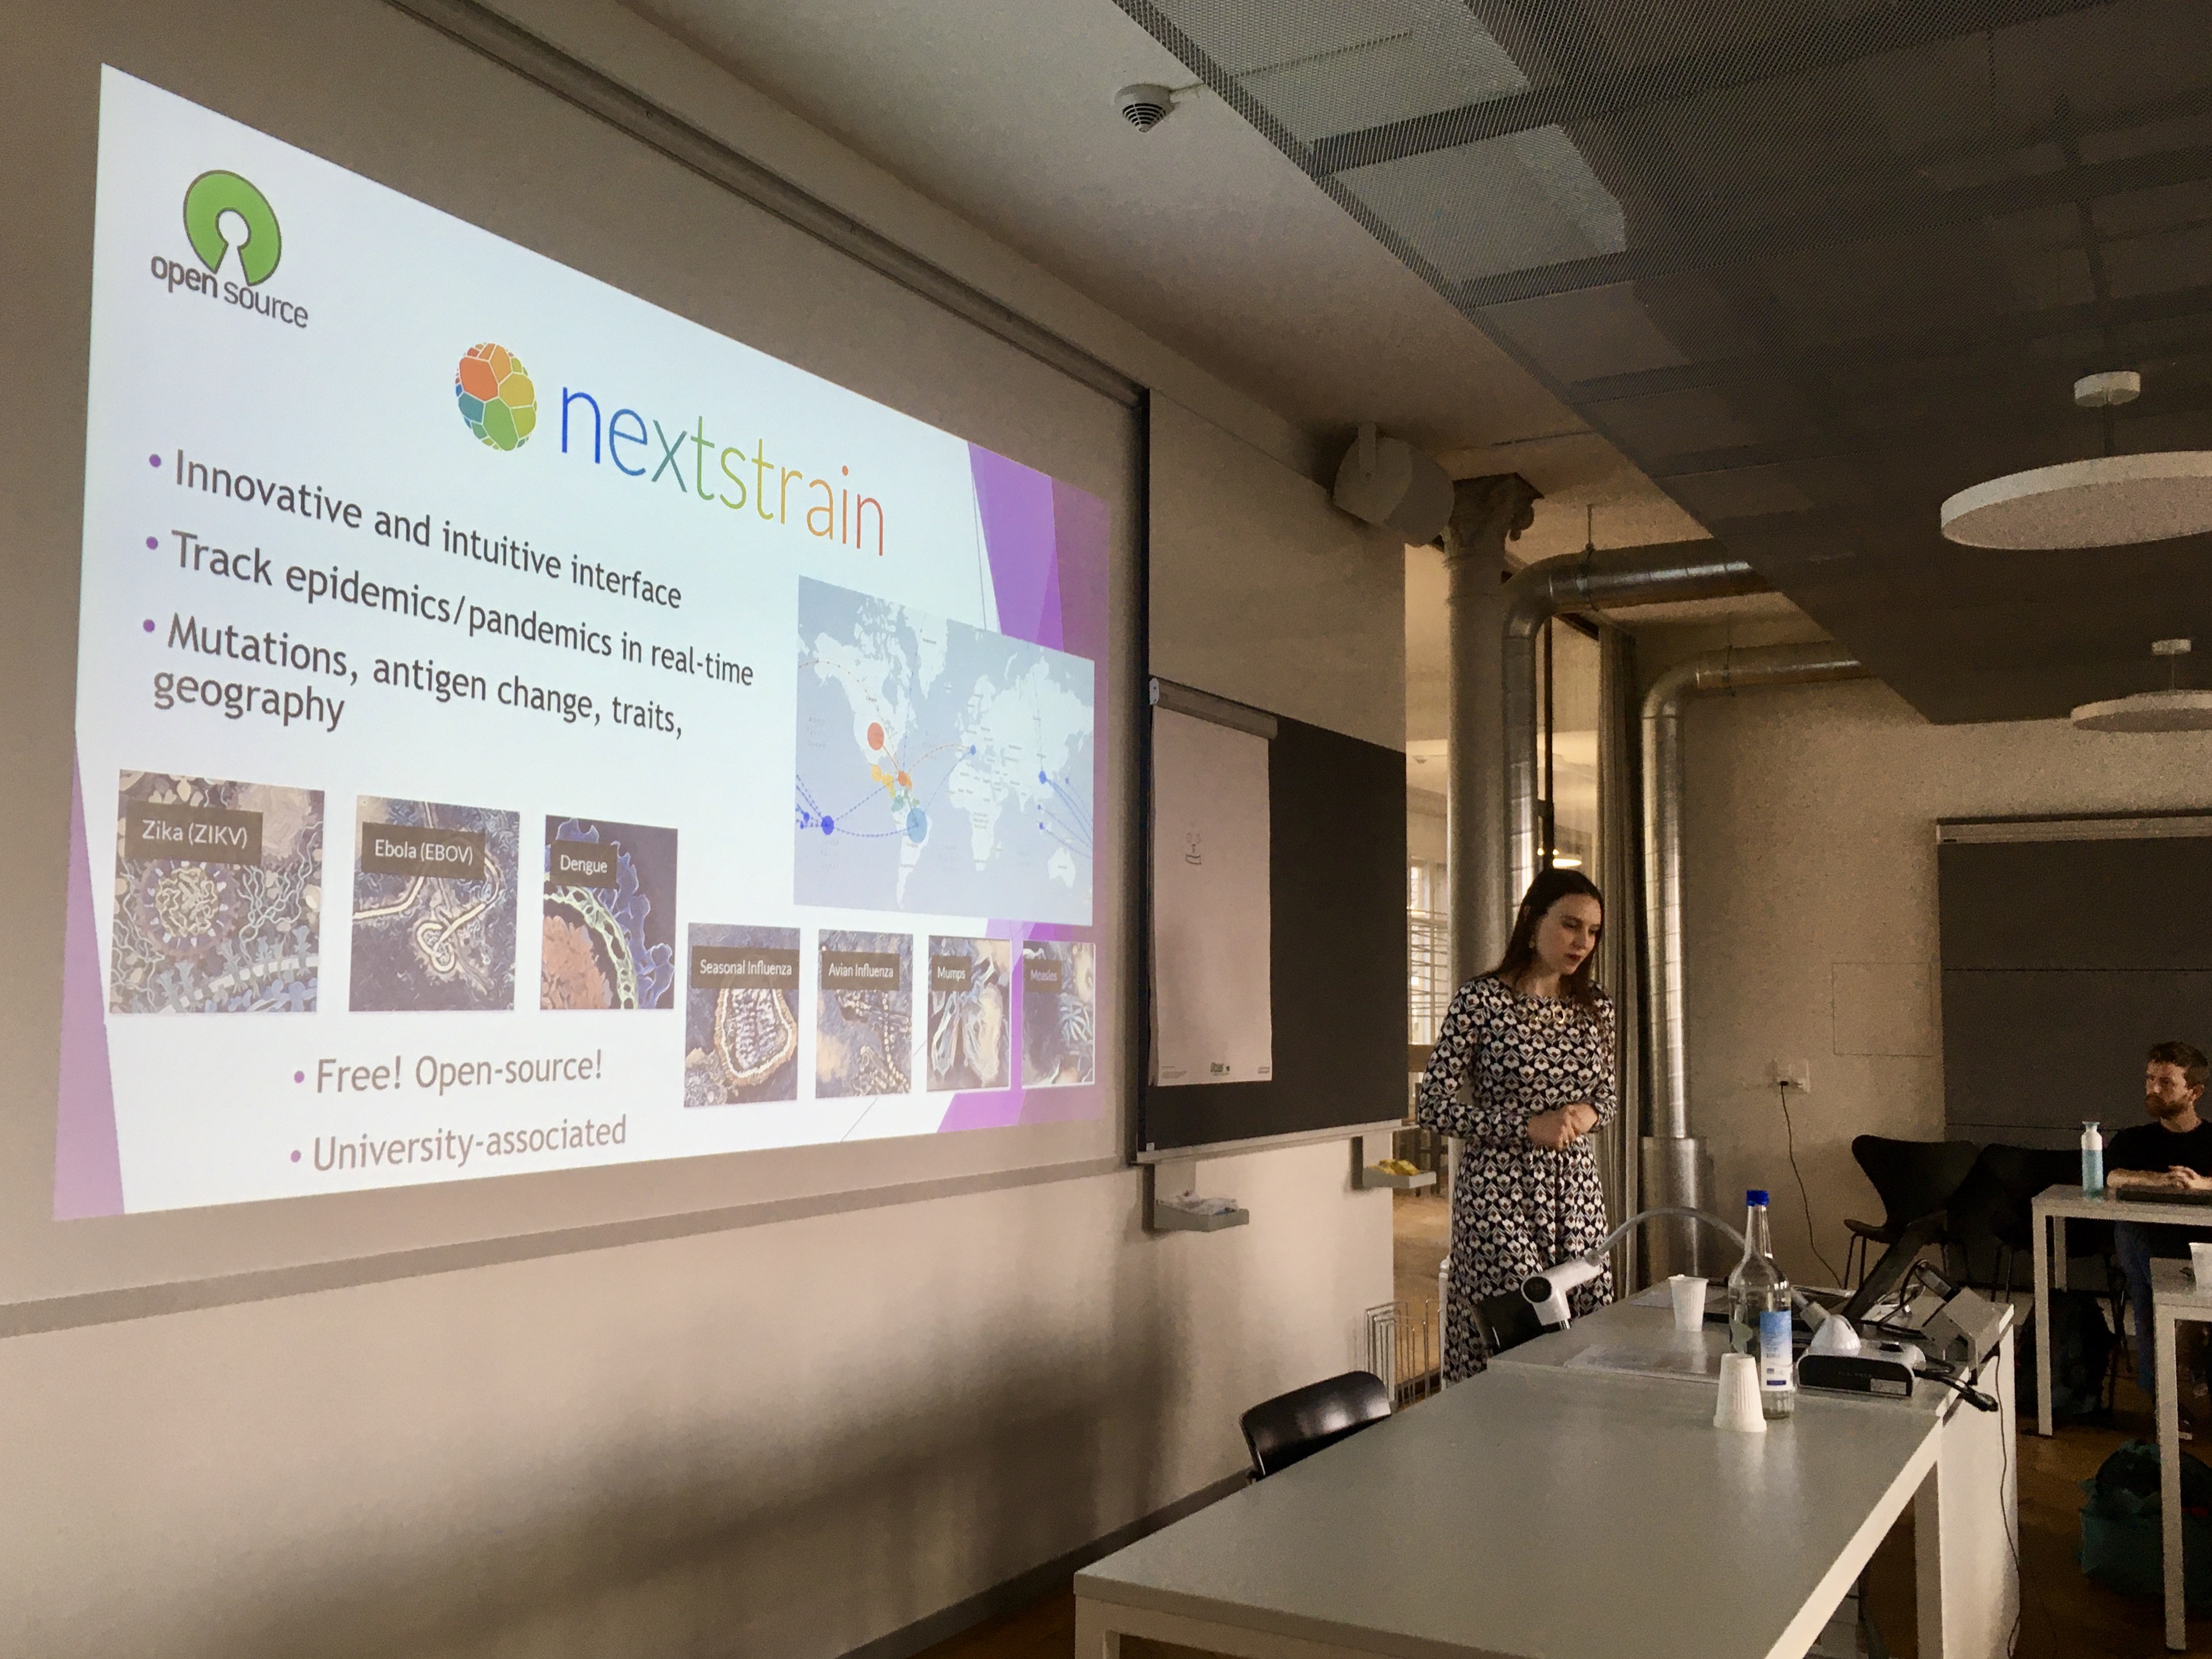 open source
nextstrain
• Innovative and intuitive interface
• Track epidemics/pandemics in real-time
• Mutations, antigen change, traits,
geography
Zika (ZIKV)
Ebola (EBOV)
Dengue
Seasonal Influenza
Avian Influenza
Mumps
Measles
• Free! Open-source!
• University-associated